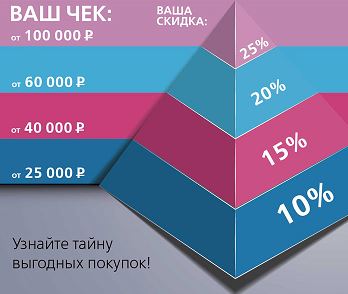 ВАШ ЧЕК:
ВАША
СКИДКА:
от 100 000 ₽
25%
от 60 000 ₽
20%
от 40 000 ₽
15%
от 25 000 ₽
10%
Узнайте тайну
выгодных покупок!